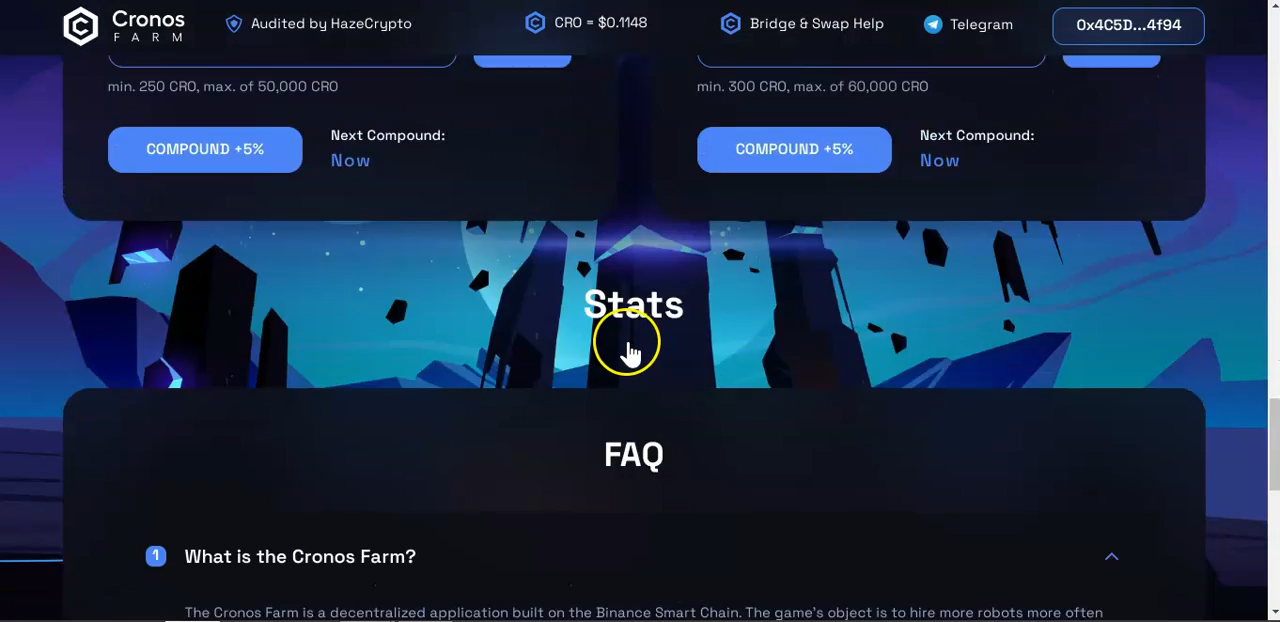 Cronos
FARM
Audited by HazeCrypto
CRO = $0.1148
Bridge & Swap Help
Telegram
0x4C5D...4f94
min. 250 CRO, max. of 50,000 CRO
min. 300 CRO, max. of 60,000 CRO
COMPOUND +5%
Next Compound:
Now
COMPOUND +5%
Next Compound:
Now
Stats
FAQ
1 What is the Cronos Farm?
The Cronos Farm is a decentralized application built on the Binance Smart Chain. The game's object is to hire more robots more often